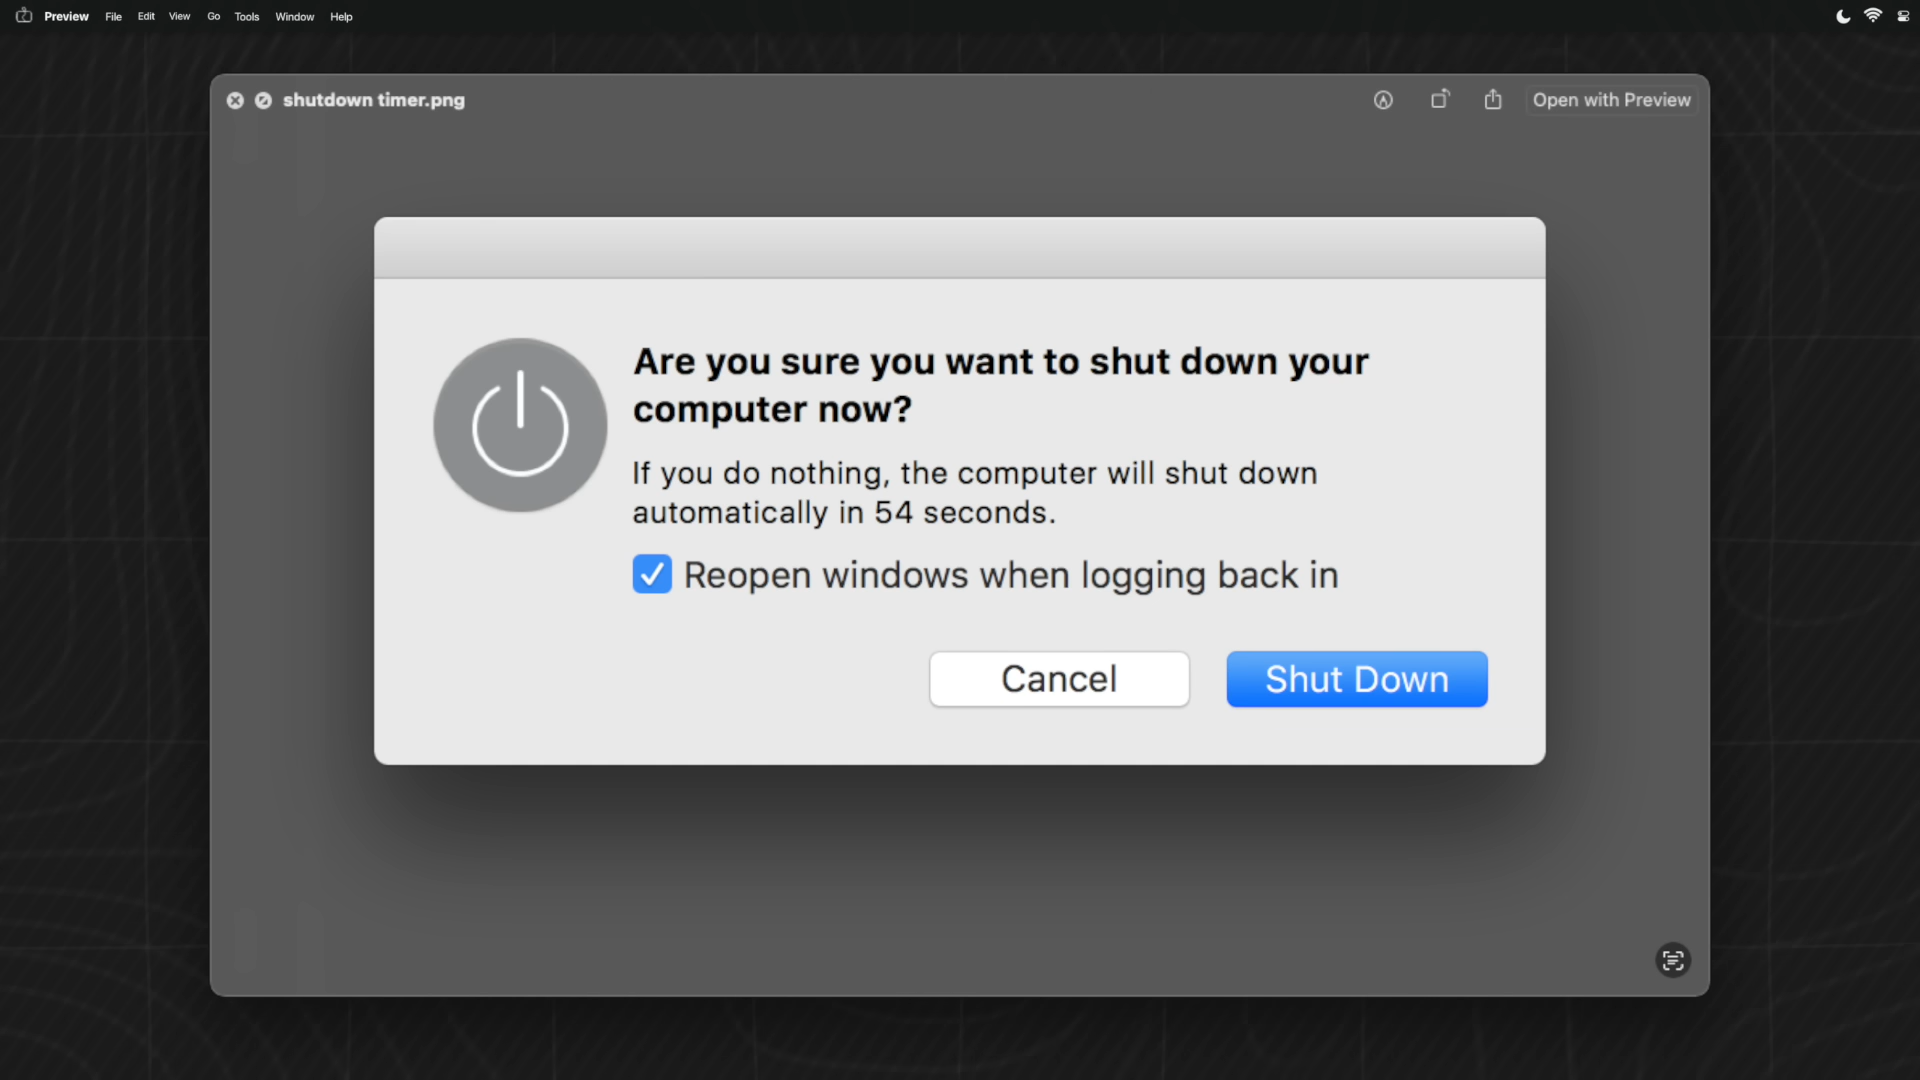 Preview File Edit View Go Tools Window Help
shutdown timer.png
Open with Preview
Are you sure you want to shut down your
computer now?
If you do nothing, the computer will shut down
automatically in 54 seconds.
Reopen windows when logging back in
Cancel
Shut Down